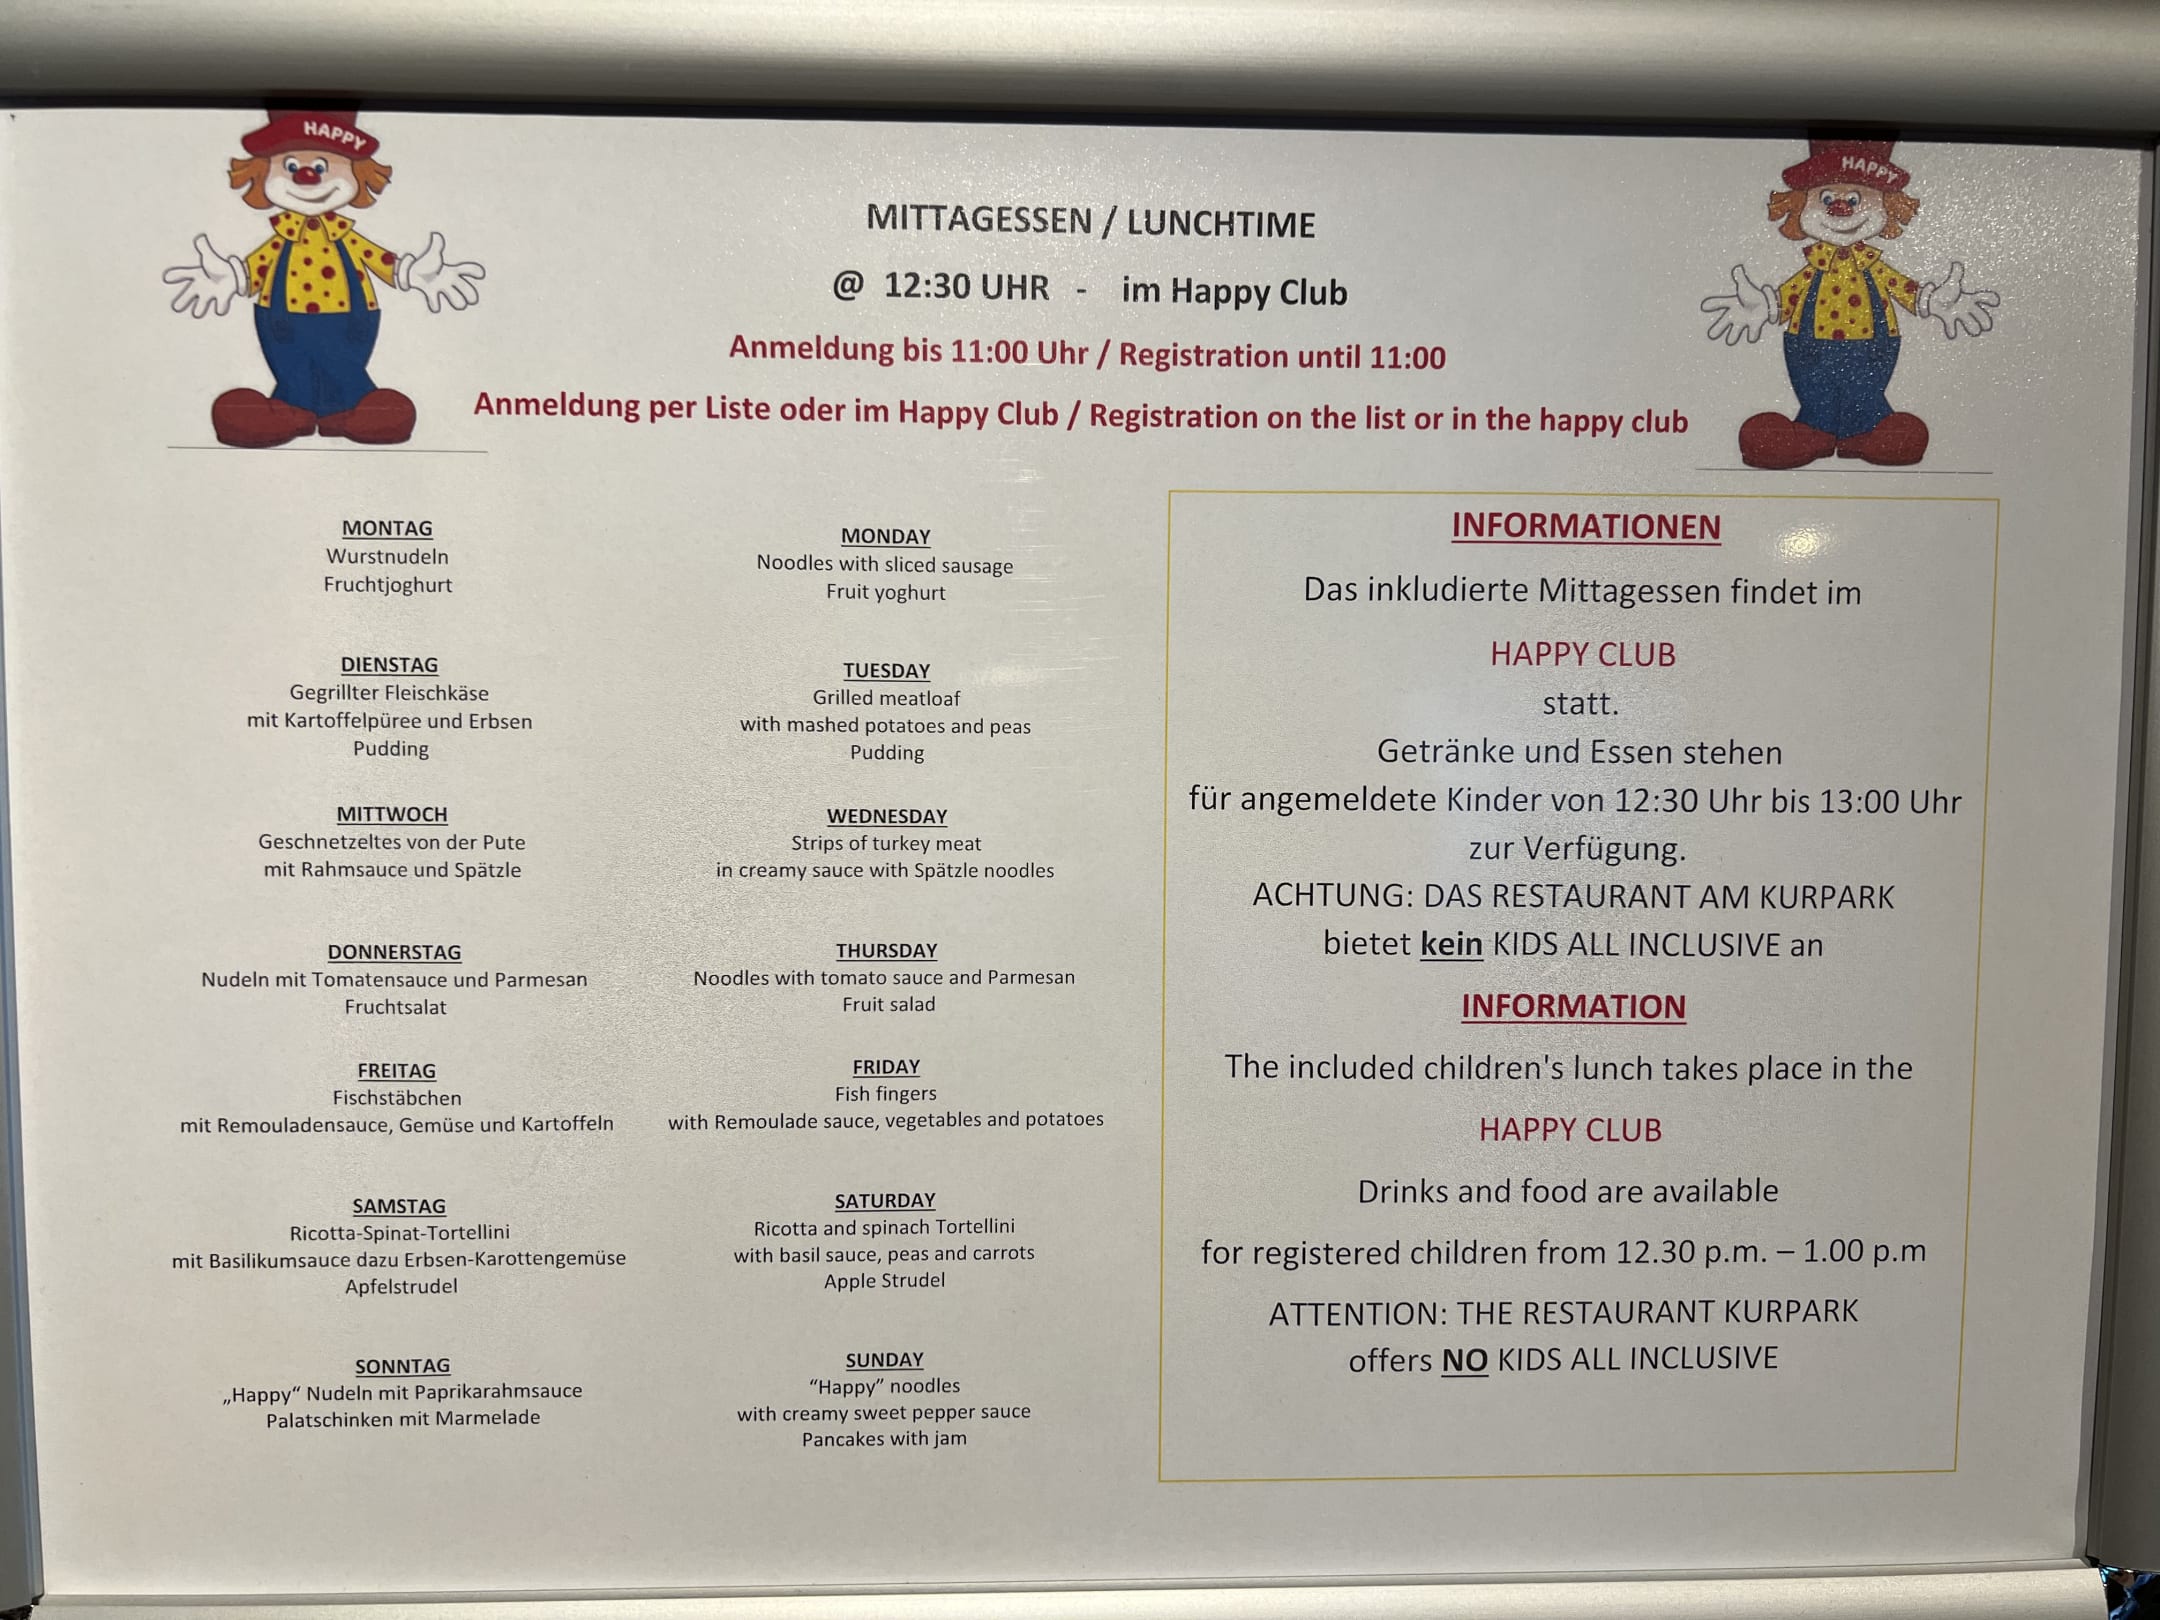 HAPPY
HAPPY
MITTAGESSEN / LUNCHTIME
@ 12:30 UHR - im Happy Club
Anmeldung bis 11:00 Uhr / Registration until 11:00
Anmeldung per Liste oder im Happy Club / Registration on the list or in the happy club
MONTAG
Wurstnudeln
Fruchtjoghurt
DIENSTAG
Gegrillter Fleischkäse
mit Kartoffelpüree und Erbsen
Pudding
MITTWOCH
Geschnetzeltes von der Pute
mit Rahmsauce und Spätzle
DONNERSTAG
Nudeln mit Tomatensauce und Parmesan
Fruchtsalat
FREITAG
Fischstäbchen
mit Remouladensauce, Gemüse und Kartoffeln
SAMSTAG
Ricotta-Spinat-Tortellini
mit Basilikumsauce dazu Erbsen-Karottengemüse
Apfelstrudel
SONNTAG
„Happy“ Nudeln mit Paprikarahmsauce
Palatschinken mit Marmelade
MONDAY
Noodles with sliced sausage
Fruit yoghurt
TUESDAY
Grilled meatloaf
with mashed potatoes and peas
Pudding
WEDNESDAY
Strips of turkey meat
in creamy sauce with Spätzle noodles
THURSDAY
Noodles with tomato sauce and Parmesan
Fruit salad
FRIDAY
Fish fingers
with Remoulade sauce, vegetables and potatoes
SATURDAY
Ricotta and spinach Tortellini
with basil sauce, peas and carrots
Apple Strudel
SUNDAY
“Happy” noodles
with creamy sweet pepper sauce
Pancakes with jam
INFORMATIONEN
Das inkludierte Mittagessen findet im
HAPPY CLUB
statt.
Getränke und Essen stehen
für angemeldete Kinder von 12:30 Uhr bis 13:00 Uhr
zur Verfügung.
ACHTUNG: DAS RESTAURANT AM KURPARK
bietet kein KIDS ALL INCLUSIVE an
INFORMATION
The included children's lunch takes place in the
HAPPY CLUB
Drinks and food are available
for registered children from 12.30 p.m. – 1.00 p.m
ATTENTION: THE RESTAURANT KURPARK
offers NO KIDS ALL INCLUSIVE